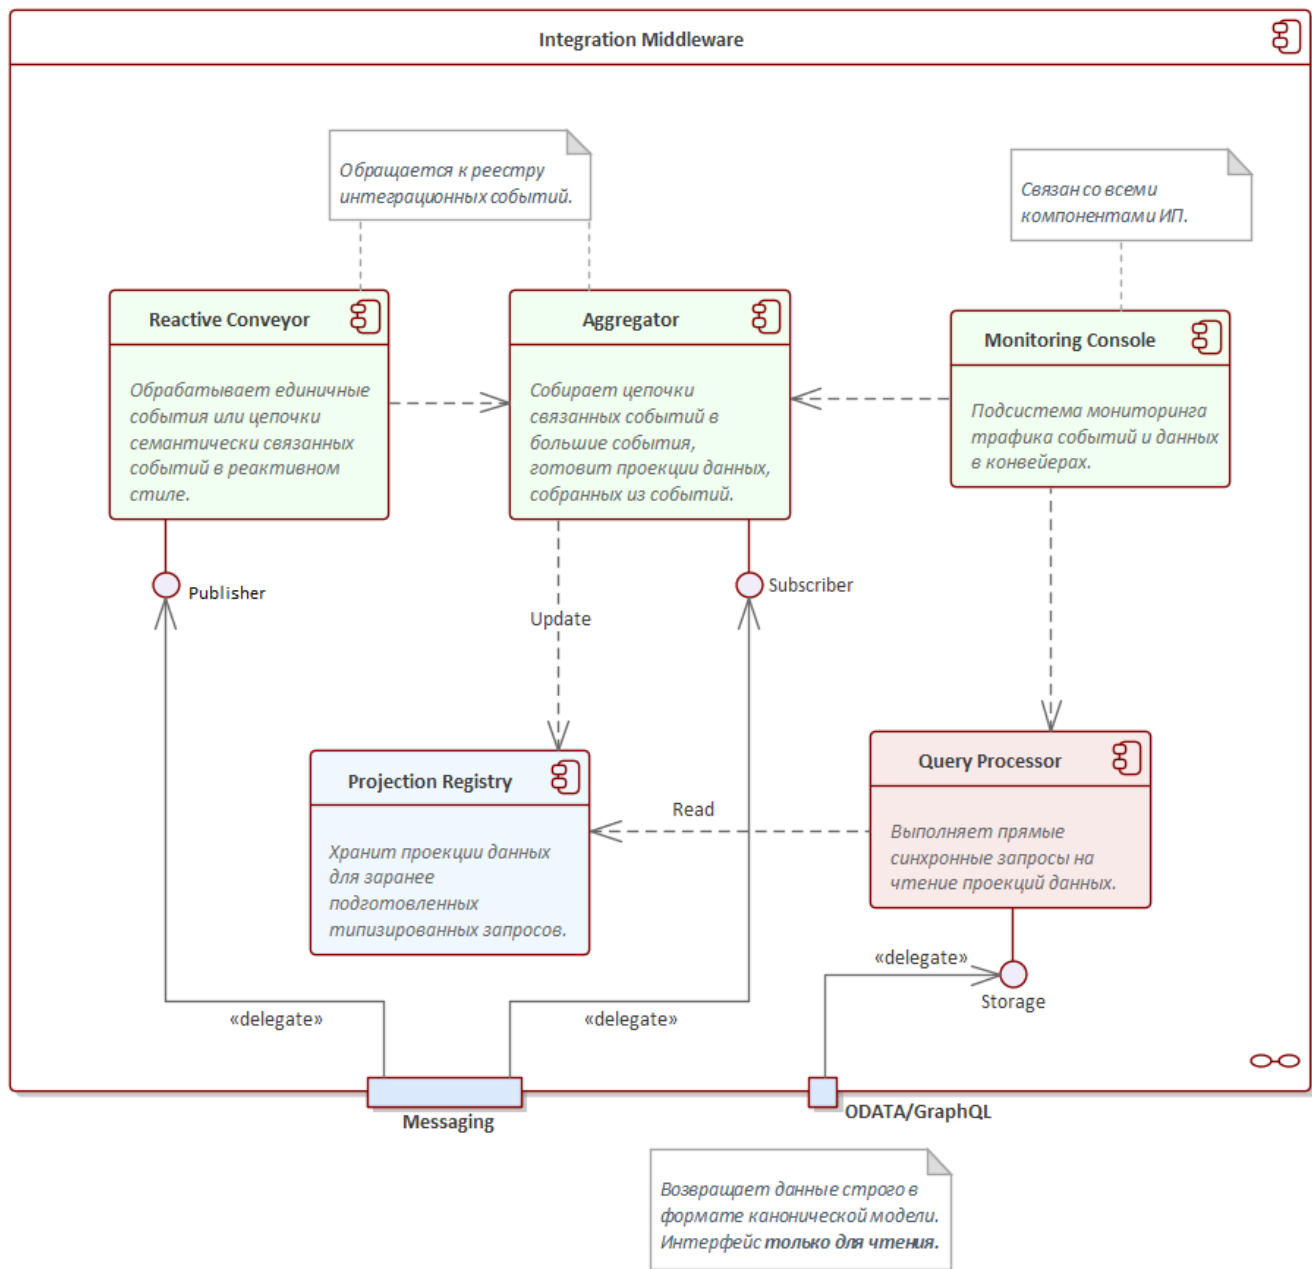 Integration Middleware
Обращается к реестру
интеграционных событий.
Связан со всеми
компонентами ИП.
Reactive Conveyor
Обрабатывает единичные
события или цепочки
семантически связанных
событий в реактивном
стиле.
Aggregator
Собирает цепочки
связанных событий в
большие события,
готовит проекции данных,
собранных из событий.
Monitoring Console
Подсистема мониторинга
трафика событий и данных
в конвейерах.
Publisher
Subscriber
Update
Projection Registry
Хранит проекции данных
для заранее
подготовленных
типизированных запросов.
Read
Query Processor
Выполняет прямые
синхронные запросы на
чтение проекций данных.
«delegate»
Storage
«delegate»
«delegate»
Messaging
ODATA/GraphQL
Возвращает данные строго в
формате канонической модели.
Интерфейс только для чтения.